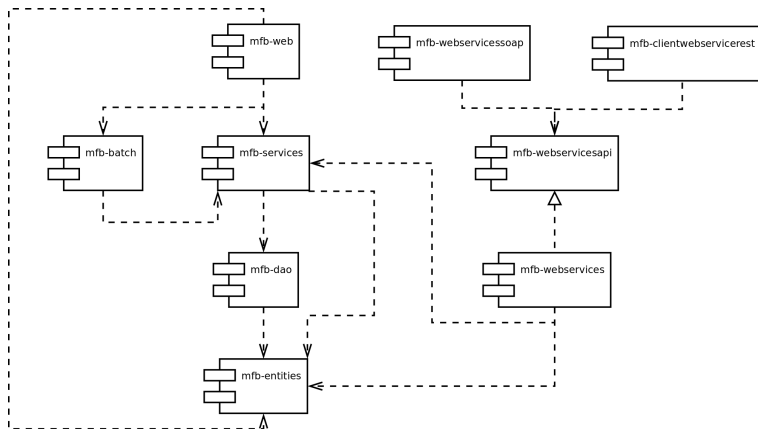 mfb-web
mfb-webservicessoap
mfb-clientwebservicerest
mfb-batch
mfb-services
mfb-webservicesapi
mfb-dao
mfb-webservices
mfb-entities